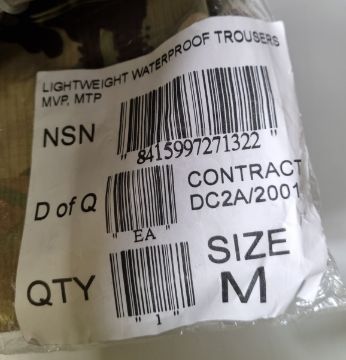 LIGHTWEIGHT WATERPROOF TROUSERS
MVP, MTP
NSN
"8415997271322"
D of Q
"EA"
CONTRACT
DC2A/2001
QTY
"1"
SIZE
M